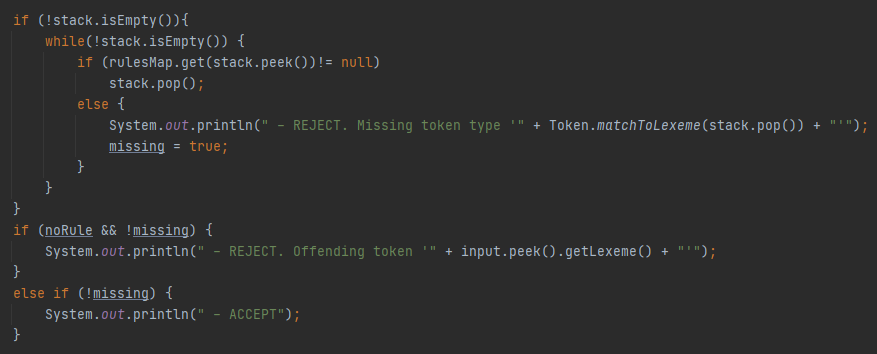 if (!stack.isEmpty()){
    while(!stack.isEmpty()) {
        if (rulesMap.get(stack.peek())!= null)
            stack.pop();
        else {
            System.out.println(" – REJECT. Missing token type '" + Token.matchToLexeme(stack.pop()) + "'");
            missing = true;
        }
    }
}
if (noRule && !missing) {
    System.out.println(" – REJECT. Offending token '" + input.peek().getLexeme() + "'");
}
else if (!missing) {
    System.out.println(" – ACCEPT");
}